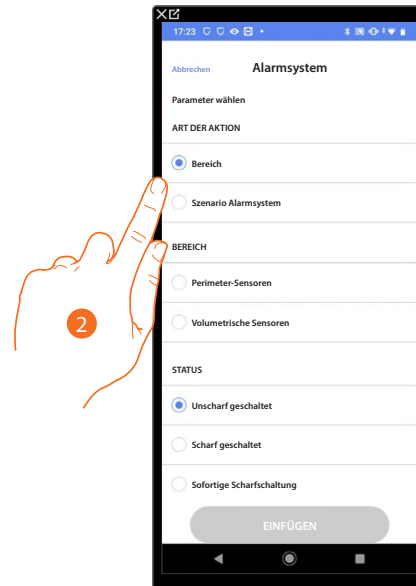 17:23
Abbrechen Alarmsystem
Parameter wählen
ART DER AKTION
Bereich
Szenario Alarmsystem
BEREICH
Perimeter-Sensoren
Volumetrische Sensoren
STATUS
Unscharf geschaltet
Scharf geschaltet
Sofortige Scharfschaltung
EINFÜGEN
2